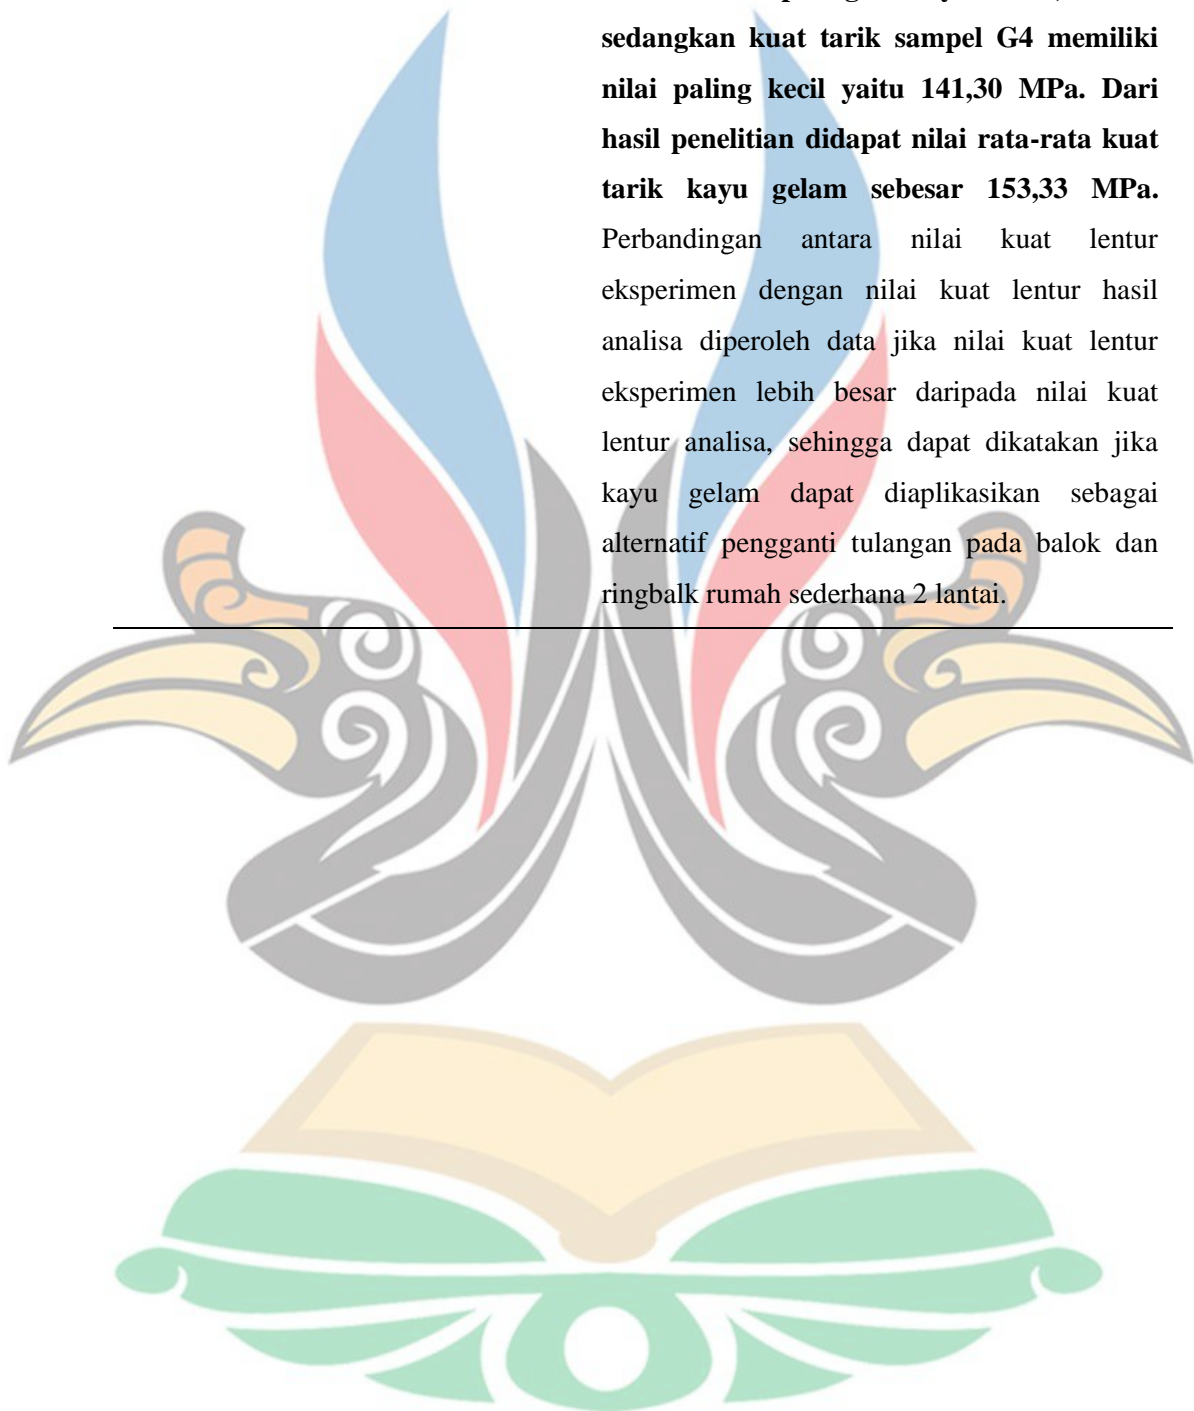 sedangkan kuat tarik sampel G4 memiliki
nilai paling kecil yaitu 141,30 MPa. Dari
hasil penelitian didapat nilai rata-rata kuat
tarik kayu gelam sebesar 153,33 MPa.
Perbandingan antara nilai kuat lentur
eksperimen dengan nilai kuat lentur hasil
analisa diperoleh data jika nilai kuat lentur
eksperimen lebih besar daripada nilai kuat
lentur analisa, sehingga dapat dikatakan jika
kayu gelam dapat diaplikasikan sebagai
alternatif pengganti tulangan pada balok dan
ringbalk rumah sederhana 2 lantai.